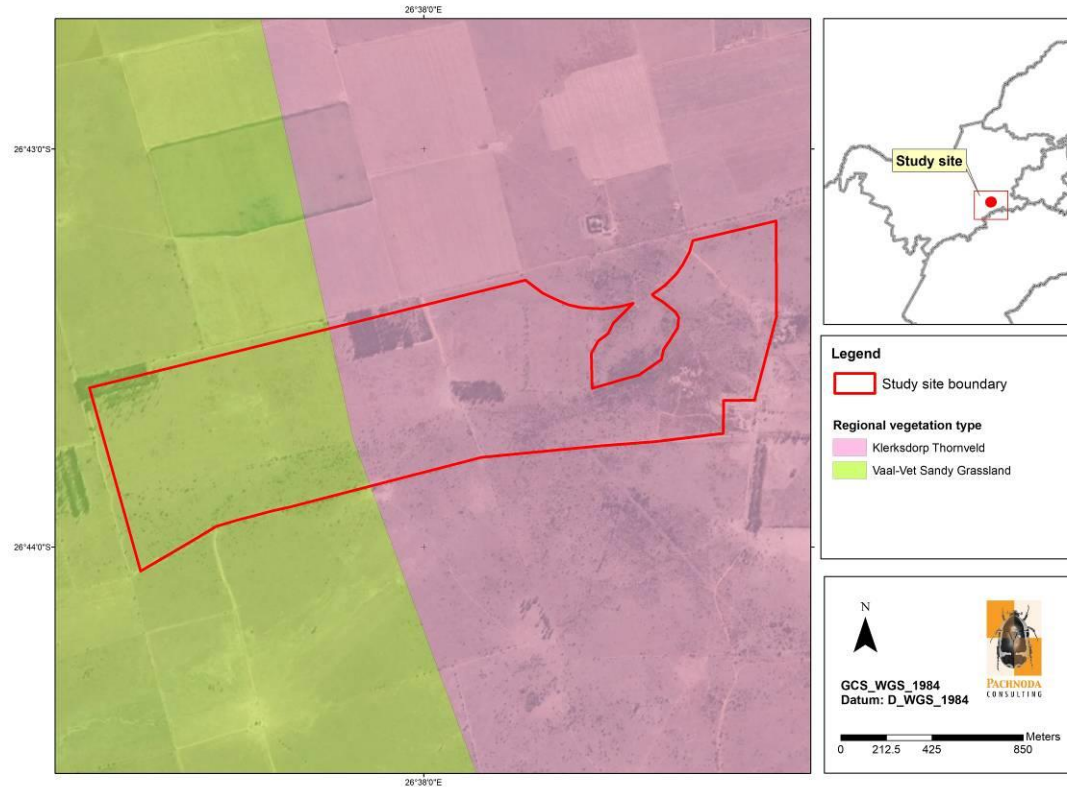 26°38'0"E
26°43'0"S
26°44'0"S
26°38'0"E
Study site
Legend
Study site boundary
Regional vegetation type
Klerksdorp Thornveld
Vaal-Vet Sandy Grassland
N
GCS_WGS_1984
Datum: D_WGS_1984
PACHNODA
CONSULTING
Meters
0 212.5 425 850